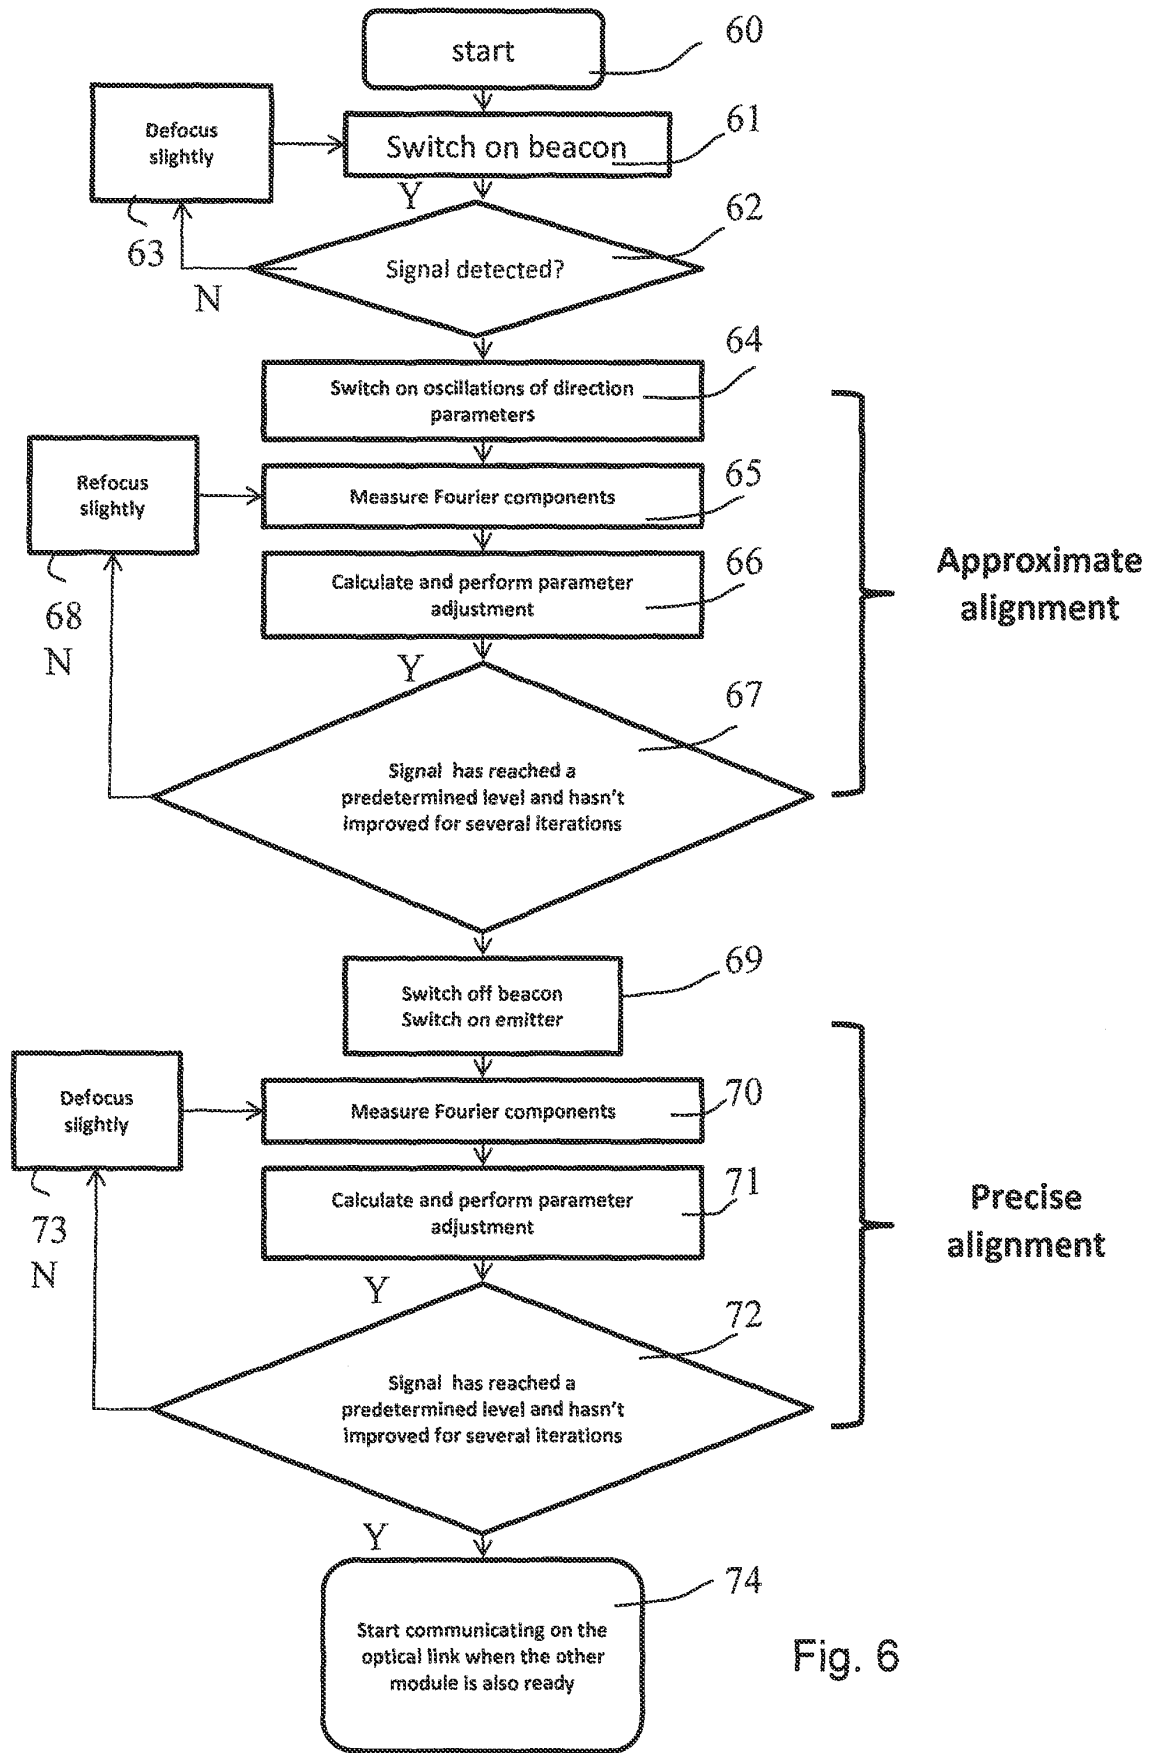 start
60
Defocus
slightly
Switch on beacon
61
Y
62
63
Signal detected?
N
64
Switch on oscillations of direction
parameters
Refocus
slightly
Measure Fourier components
65
Calculate and perform parameter
adjustment
66
Approximate
alignment
68
N
Y
67
Signal has reached a
predetermined level and hasn't
improved for several iterations
69
Switch off beacon
Switch on emitter
Defocus
slightly
Measure Fourier components
70
Calculate and perform parameter
adjustment
71
Precise
alignment
73
N
Y
72
Signal has reached a
predetermined level and hasn't
improved for several iterations
Y
74
Start communicating on the
optical link when the other
module is also ready
Fig. 6